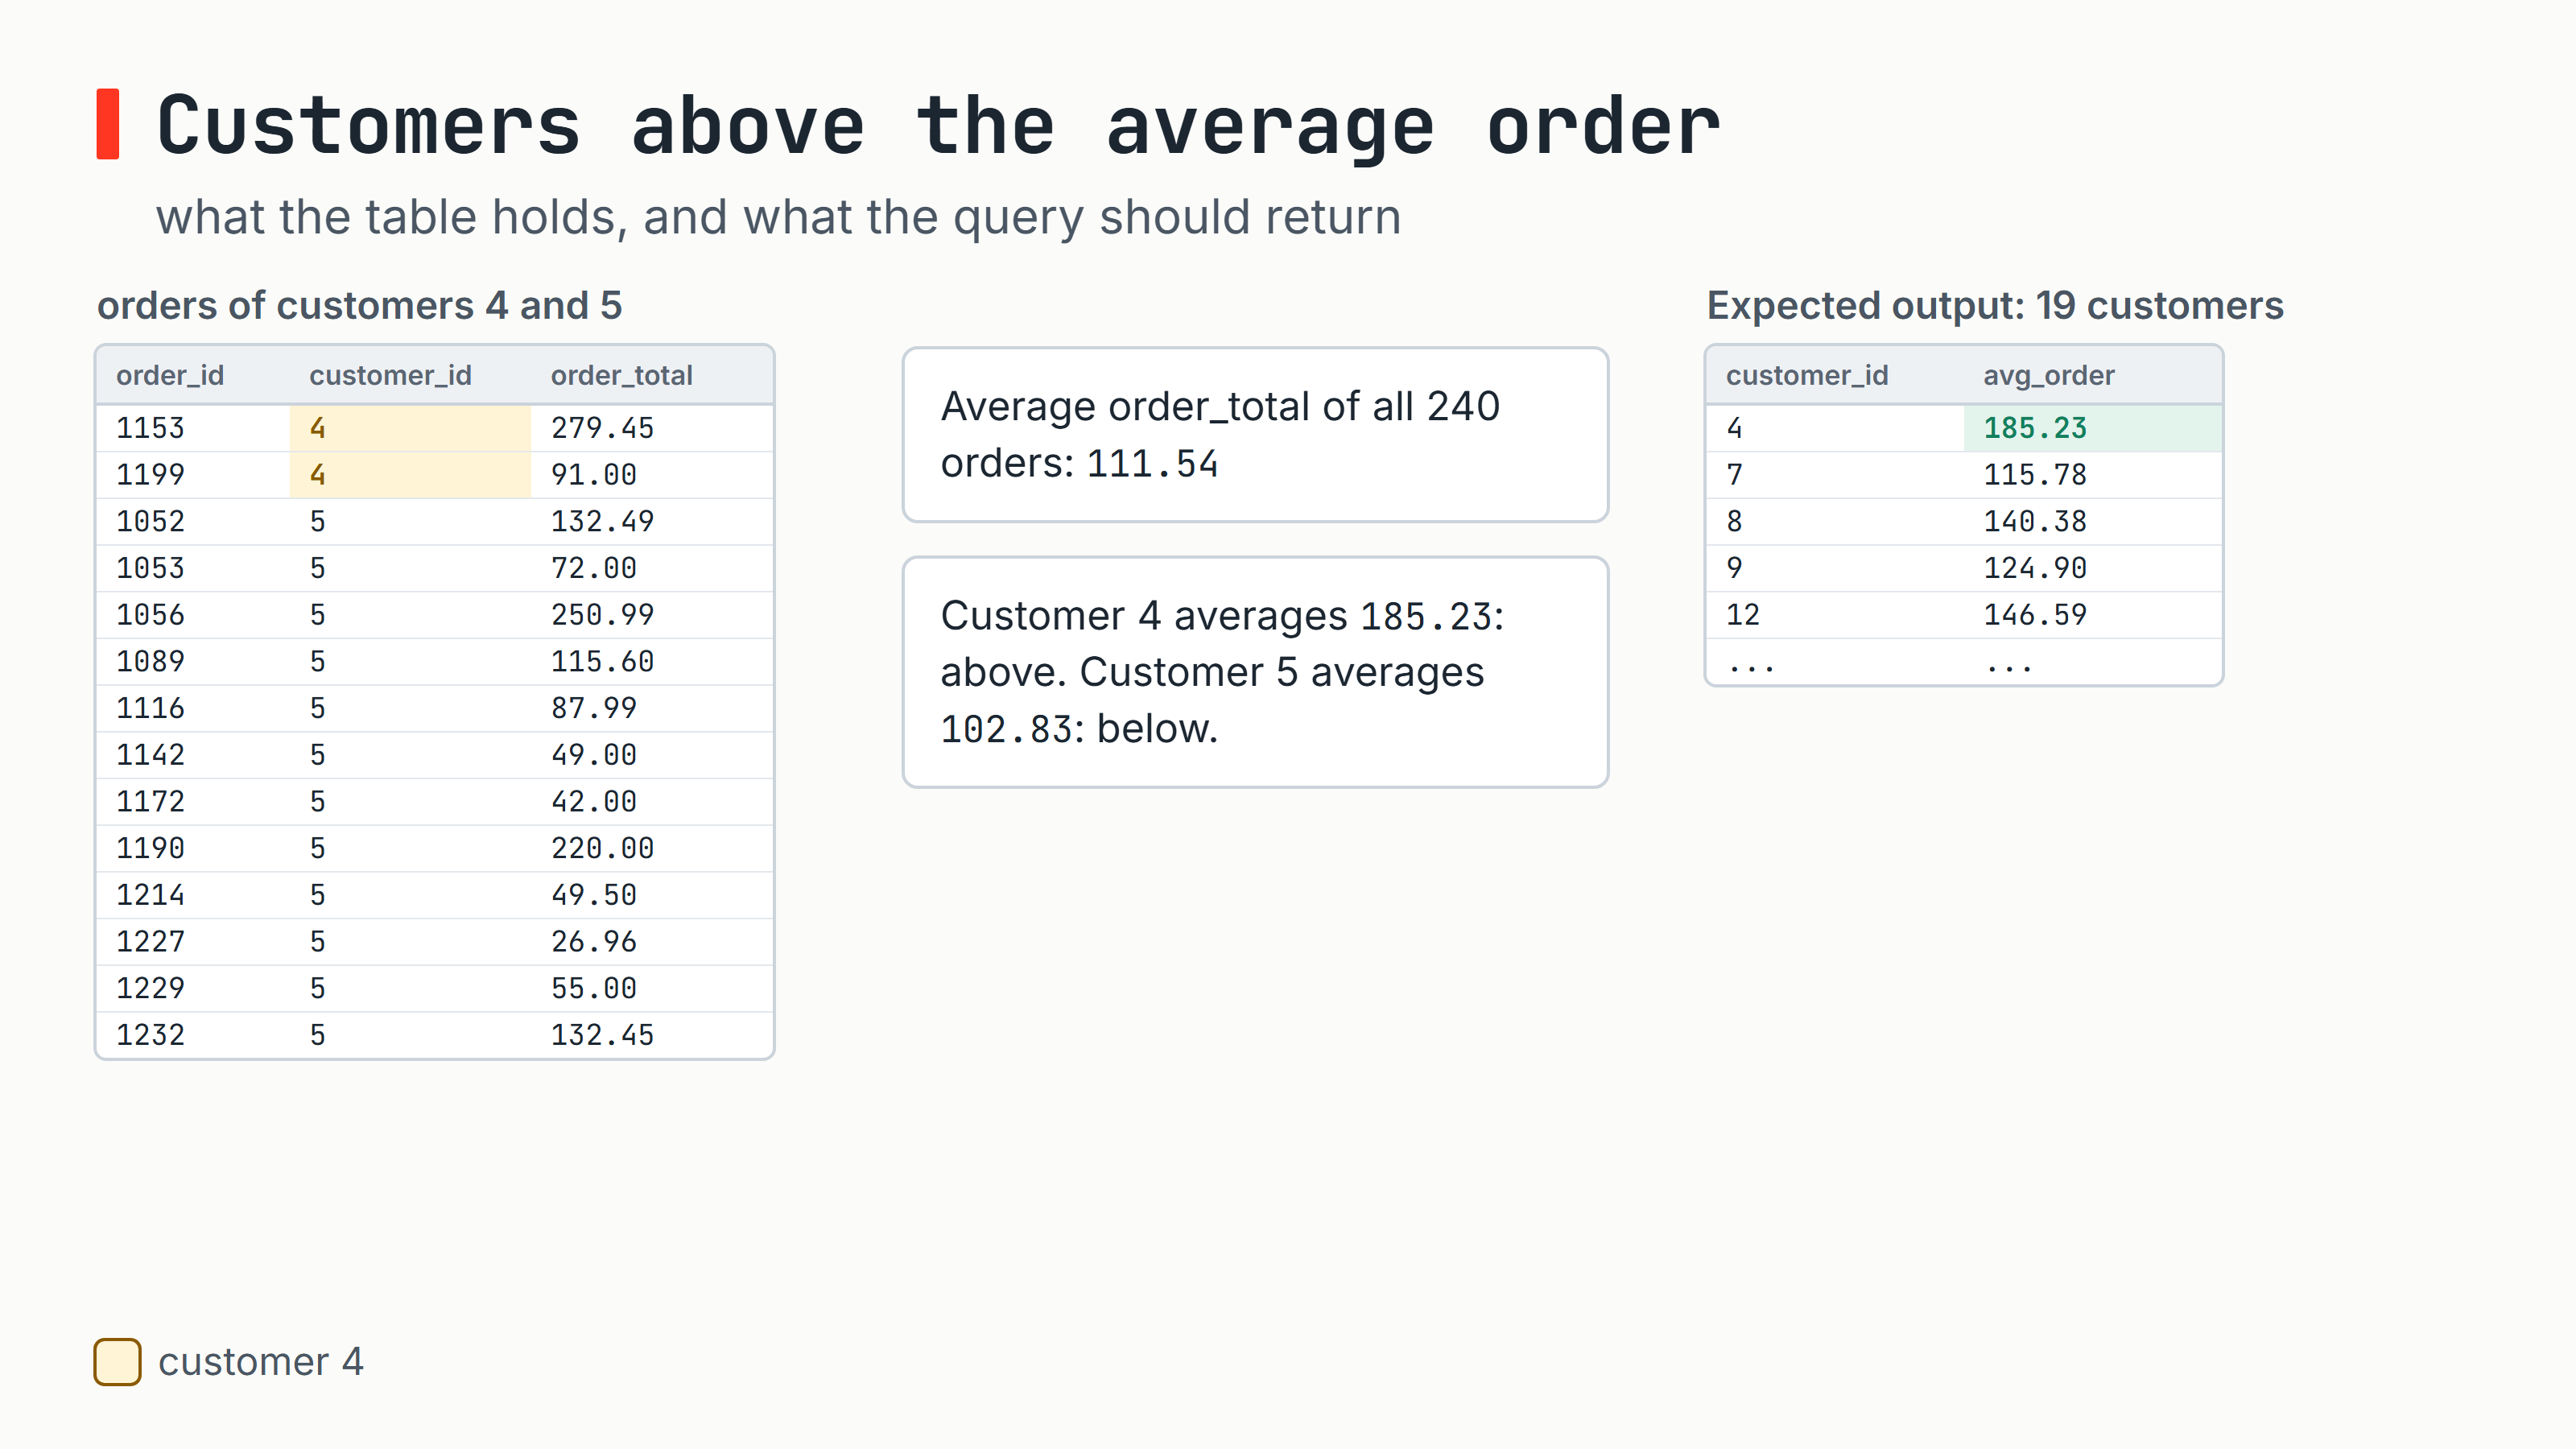 Customers above the average order
what the table holds, and what the query should return
orders of customers 4 and 5
order_id customer_id order_total
1153 4 279.45
1199 4 91.00
1052 5 132.49
1053 5 72.00
1056 5 250.99
1089 5 115.60
1116 5 87.99
1142 5 49.00
1172 5 42.00
1190 5 220.00
1214 5 49.50
1227 5 26.96
1229 5 55.00
1232 5 132.45
Average order_total of all 240
orders: 111.54
Customer 4 averages 185.23:
above. Customer 5 averages
102.83: below.
Expected output: 19 customers
customer_id avg_order
4 185.23
7 115.78
8 140.38
9 124.90
12 146.59
... ...
customer 4